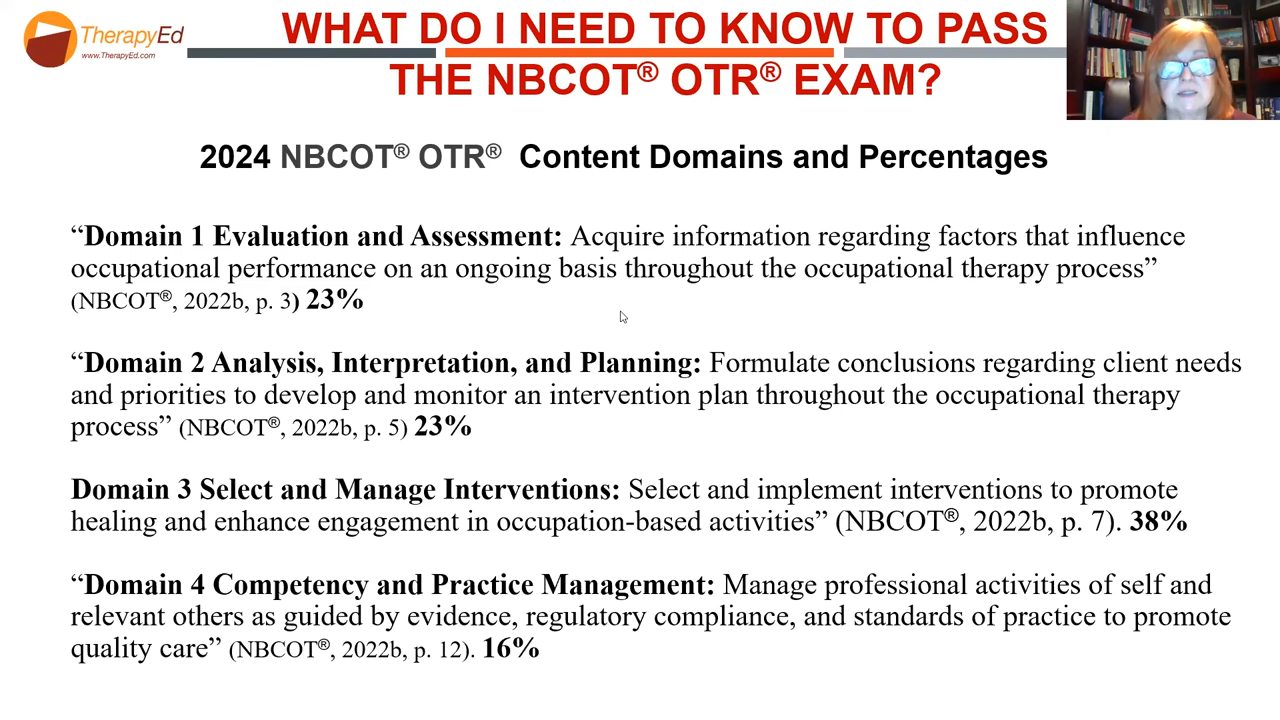 TherapyEd
www.TherapyEd.com
WHAT DO I NEED TO KNOW TO PASS
THE NBCOT® OTR® EXAM?
2024 NBCOT® OTR® Content Domains and Percentages
“Domain 1 Evaluation and Assessment: Acquire information regarding factors that influence
occupational performance on an ongoing basis throughout the occupational therapy process”
(NBCOT®, 2022b, p. 3) 23%
“Domain 2 Analysis, Interpretation, and Planning: Formulate conclusions regarding client needs
and priorities to develop and monitor an intervention plan throughout the occupational therapy
process” (NBCOT®, 2022b, p. 5) 23%
Domain 3 Select and Manage Interventions: Select and implement interventions to promote
healing and enhance engagement in occupation-based activities” (NBCOT®, 2022b, p. 7). 38%
“Domain 4 Competency and Practice Management: Manage professional activities of self and
relevant others as guided by evidence, regulatory compliance, and standards of practice to promote
quality care” (NBCOT®, 2022b, p. 12). 16%